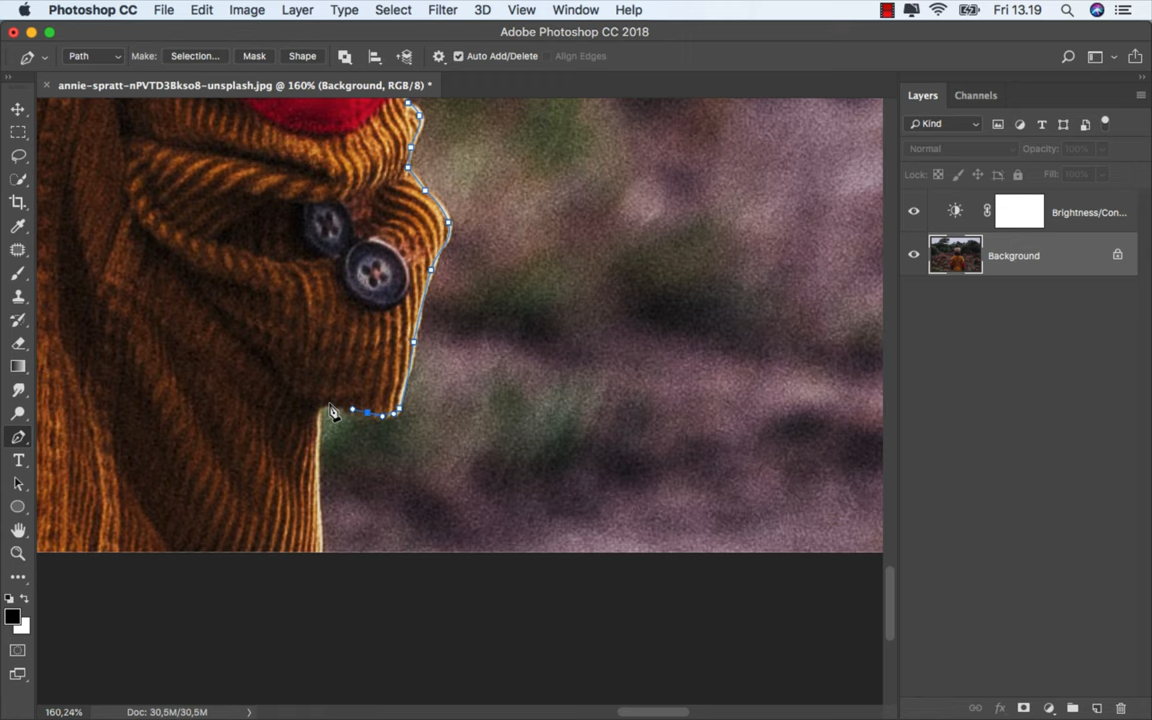 Photoshop CC File Edit Image Layer Type Select Filter 3D View Window Help Fri 13.19
Adobe Photoshop CC 2018
Path Make: Selection... Mask Shape Auto Add/Delete Align Edges
annie-spratt-nPVTD3Bkso8-unsplash.jpg @ 160% (Background, RGB/8) *
Layers Channels
Kind
Normal Opacity: 100%
Lock: Fill: 100%
Brightness/Con...
Background
160,24% Doc: 30,5M/30,5M